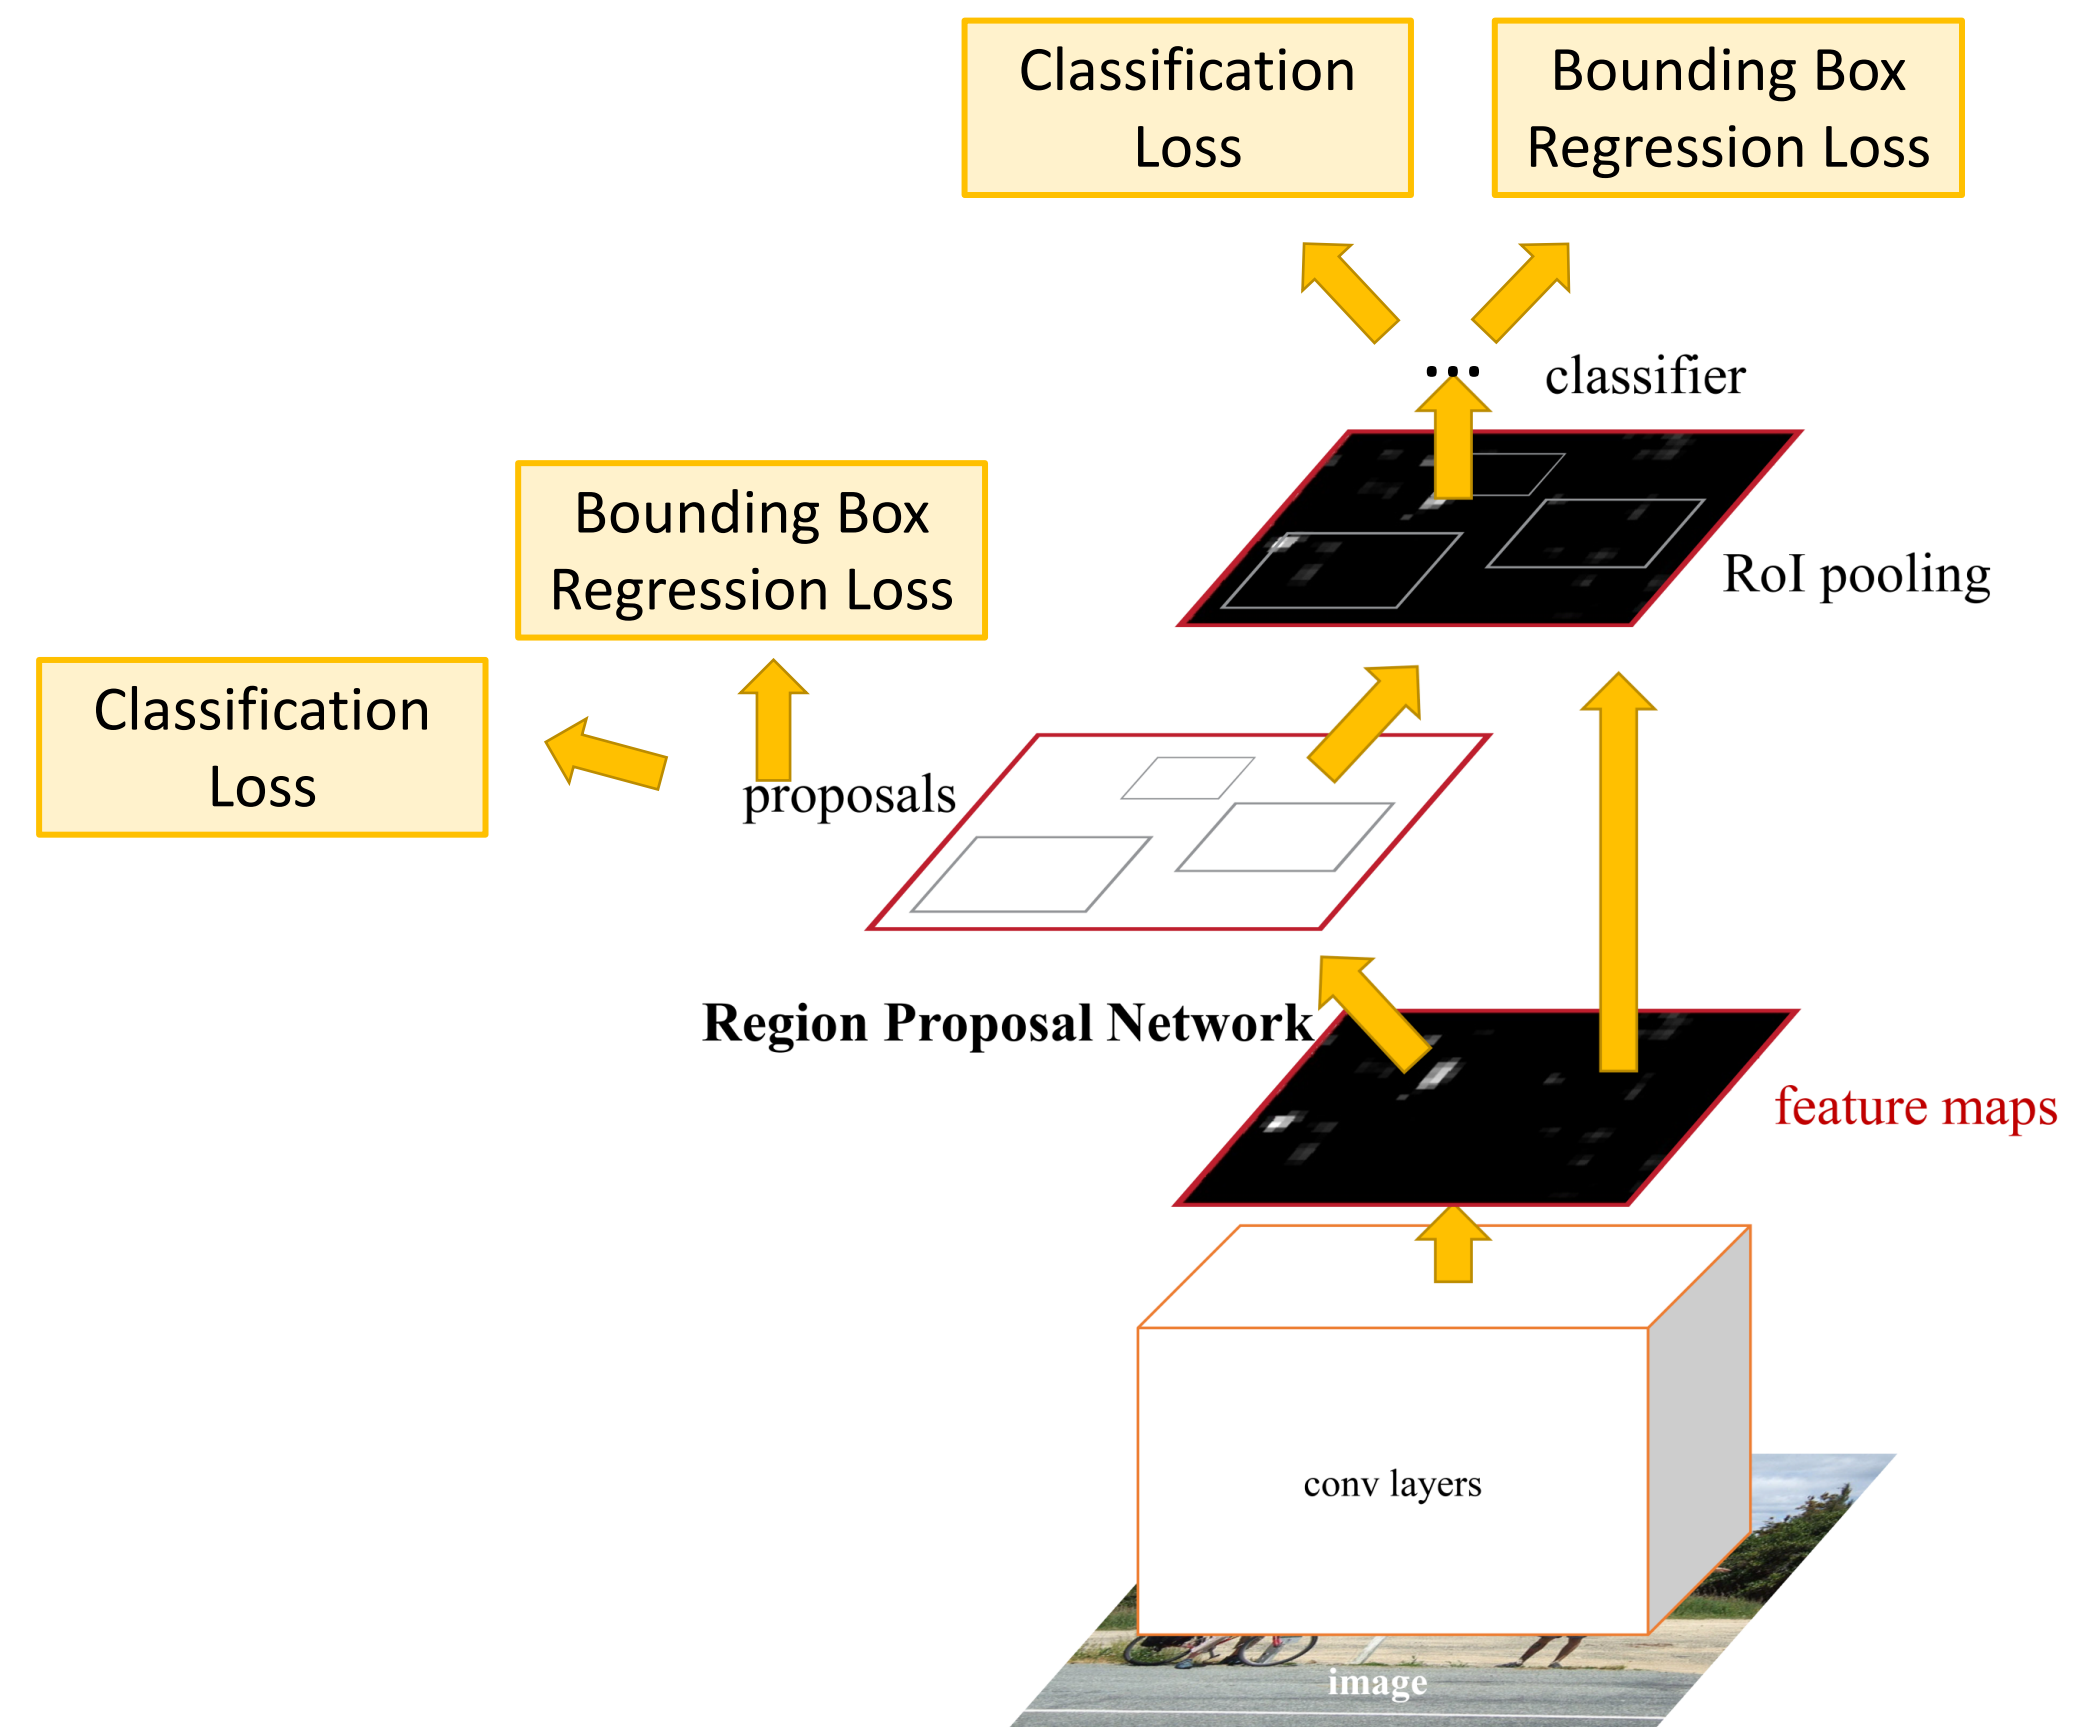 Classification
Loss
Bounding Box
Regression Loss
...
classifier
Bounding Box
Regression Loss
RoI pooling
Classification
Loss
proposals
Region Proposal Network
feature maps
conv layers
image